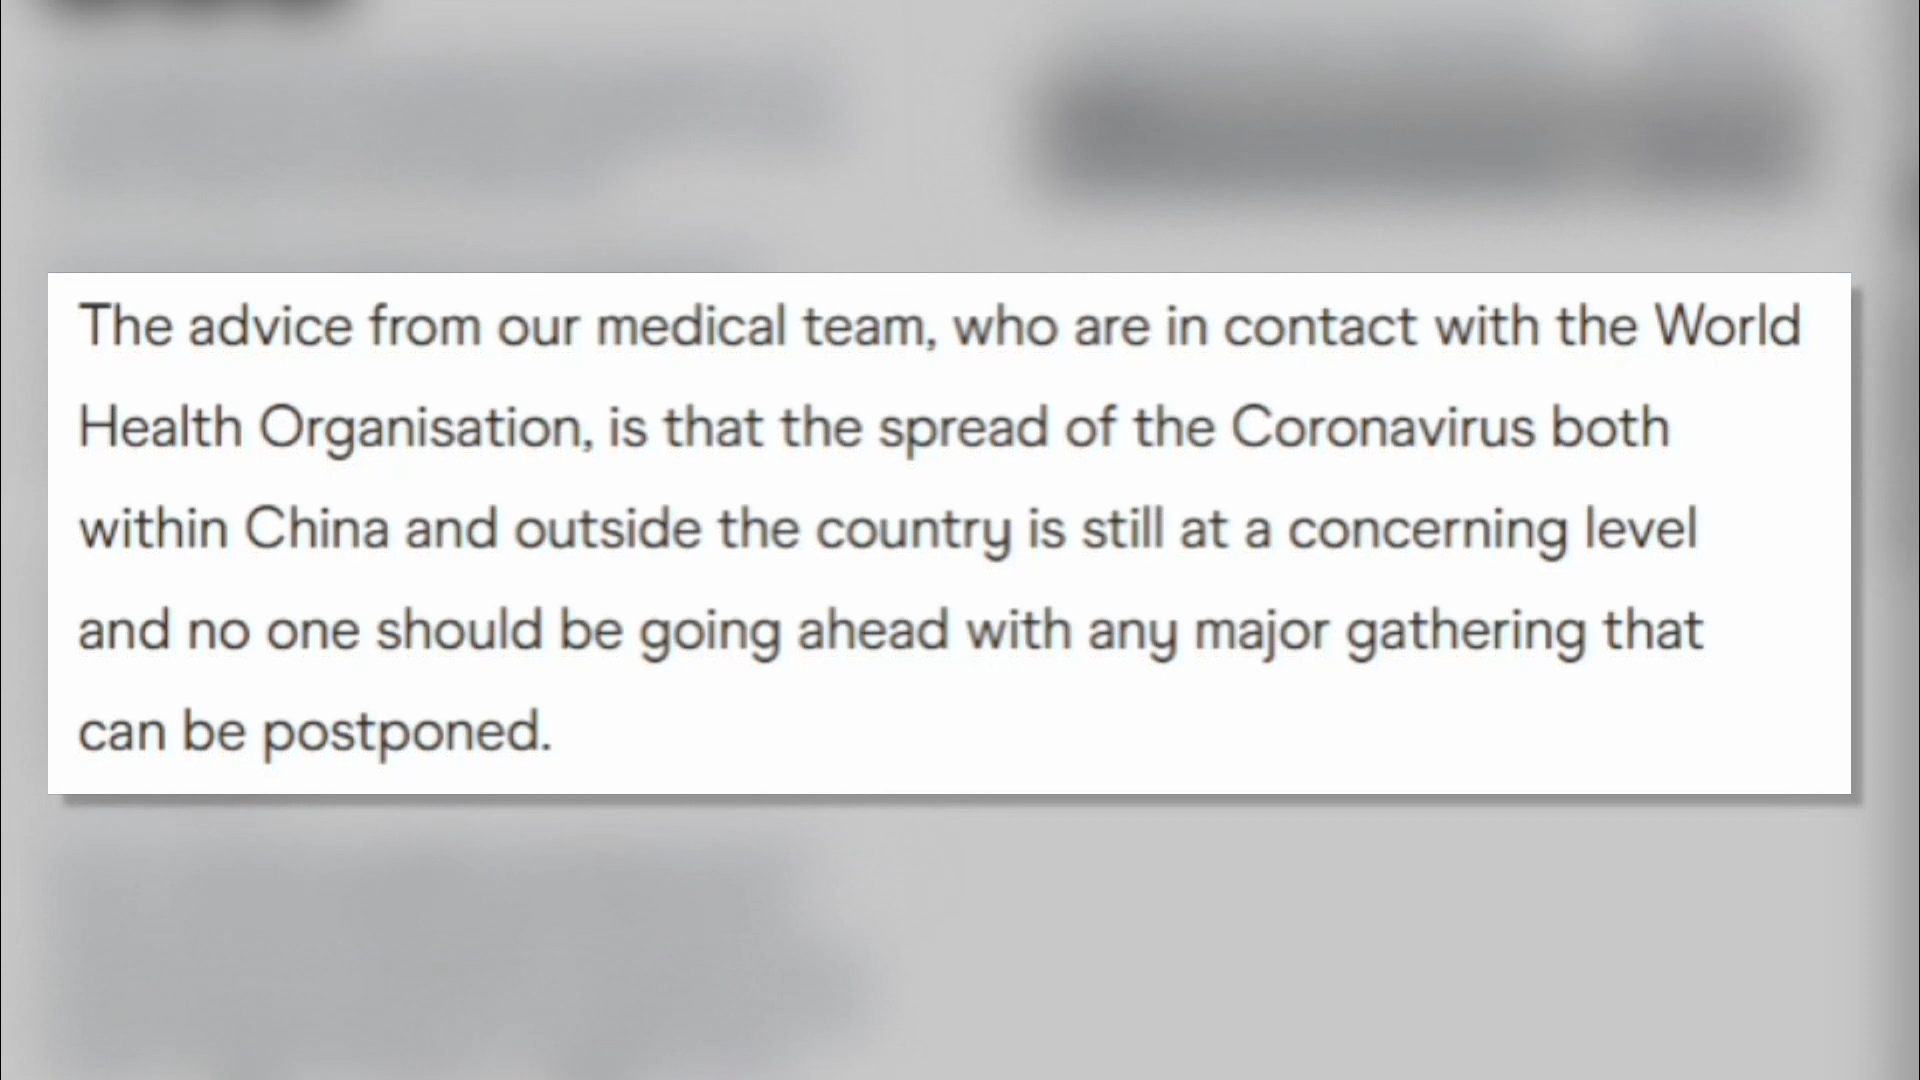 The advice from our medical team, who are in contact with the World
Health Organisation, is that the spread of the Coronavirus both
within China and outside the country is still at a concerning level
and no one should be going ahead with any major gathering that
can be postponed.